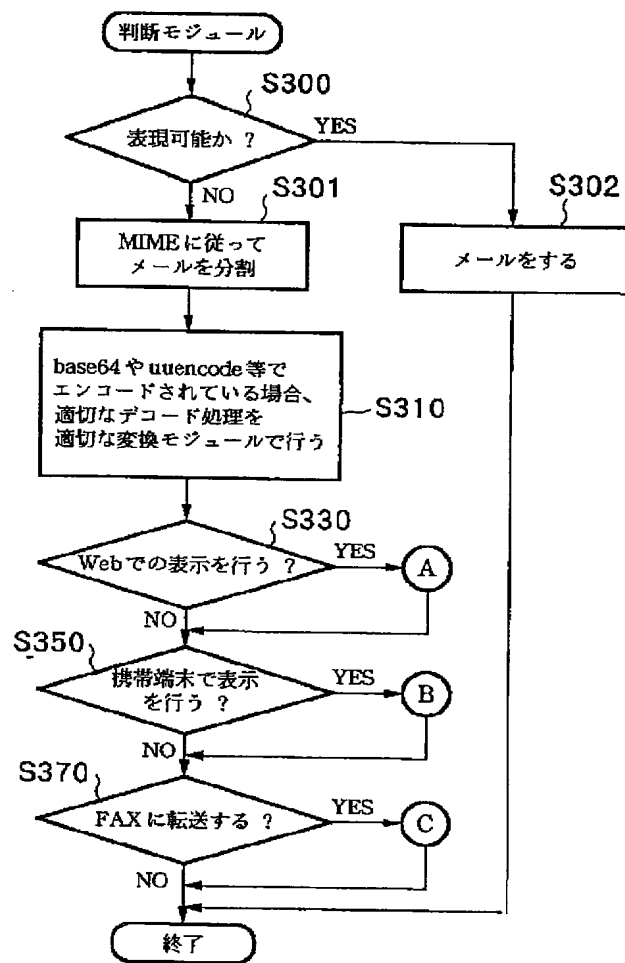 判断モジュール
S300
表現可能か ?
YES
NO
S301
S302
MIMEに従って
メールを分割
メールをする
base64やuuencode等で
エンコードされている場合、
適切なデコード処理を
適切な変換モジュールで行う
S310
S330
Webでの表示を行う ?
YES
A
NO
S350
携帯端末で表示
を行う ?
YES
B
NO
S370
FAXに転送する ?
YES
C
NO
終了